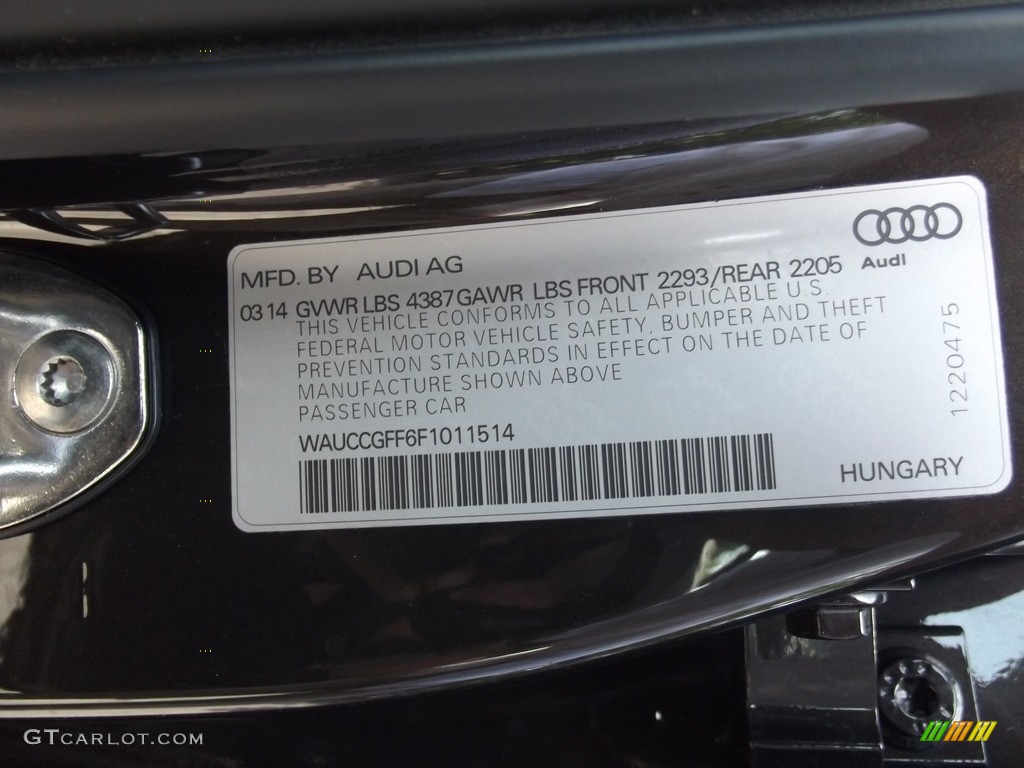 MFD. BY AUDI AG
Audi
03 14 GVWR LBS 4387 GAWR LBS FRONT 2293/REAR 2205
THIS VEHICLE CONFORMS TO ALL APPLICABLE U.S.
FEDERAL MOTOR VEHICLE SAFETY, BUMPER AND THEFT
PREVENTION STANDARDS IN EFFECT ON THE DATE OF
MANUFACTURE SHOWN ABOVE
PASSENGER CAR
1220475
WAUCCGFF6F1011514
HUNGARY
GTCARLOT.COM